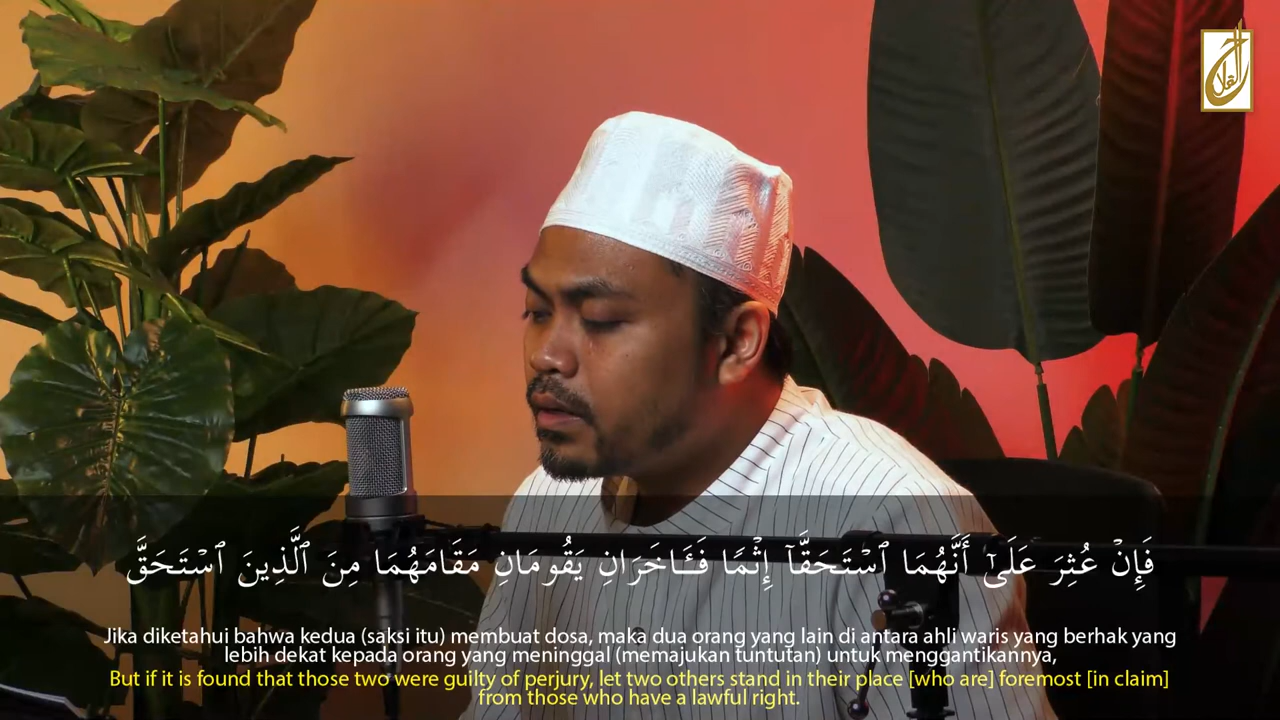 فَإِنْ عُثِرَ عَلَىٰٓ أَنَّهُمَا ٱسْتَحَقَّآ إِثْمًا فَـَٔاخَرَانِ يَقُومَانِ مَقَامَهُمَا مِنَ ٱلَّذِينَ ٱسْتَحَقَّ
Jika diketahui bahwa kedua (saksi itu) membuat dosa, maka dua orang yang lain di antara ahli waris yang berhak yang
lebih dekat kepada orang yang meninggal (memajukan tuntutan) untuk menggantikannya,
But if it is found that those two were guilty of perjury, let two others stand in their place [who are] foremost [in claim]
from those who have a lawful right.